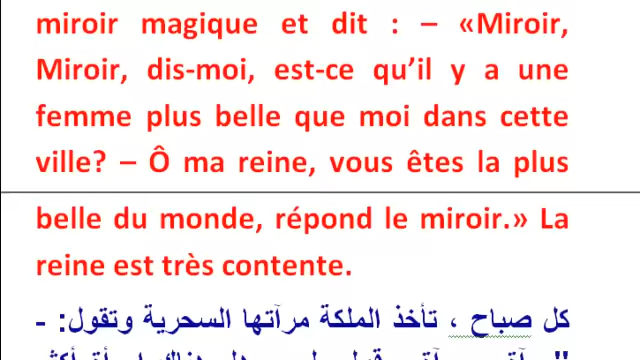 miroir magique et dit : – «Miroir,
Miroir, dis-moi, est-ce qu’il y a une
femme plus belle que moi dans cette
ville? – Ô ma reine, vous êtes la plus
belle du monde, répond le miroir.» La
reine est très contente.
كل صباح ، تأخذ الملكة مرآتها السحرية وتقول: -